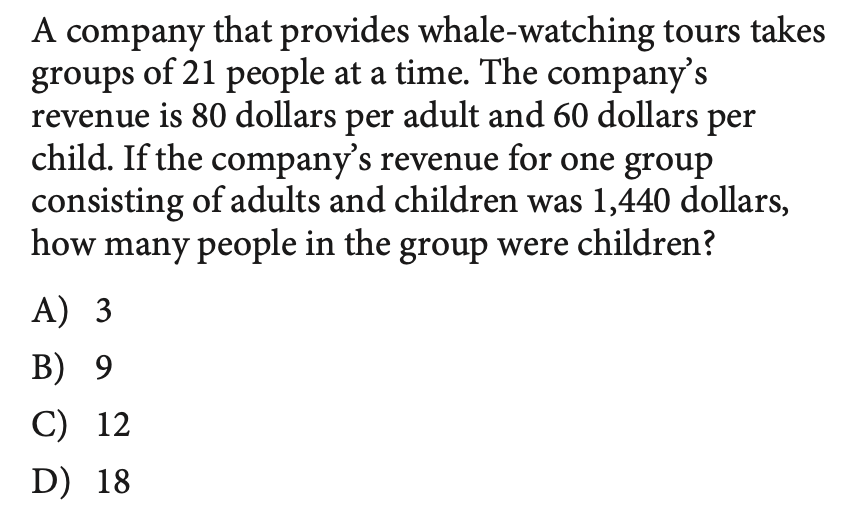 A company that provides whale-watching tours takes
groups of 21 people at a time. The company’s
revenue is 80 dollars per adult and 60 dollars per
child. If the company’s revenue for one group
consisting of adults and children was 1,440 dollars,
how many people in the group were children?
A) 3
B) 9
C) 12
D) 18